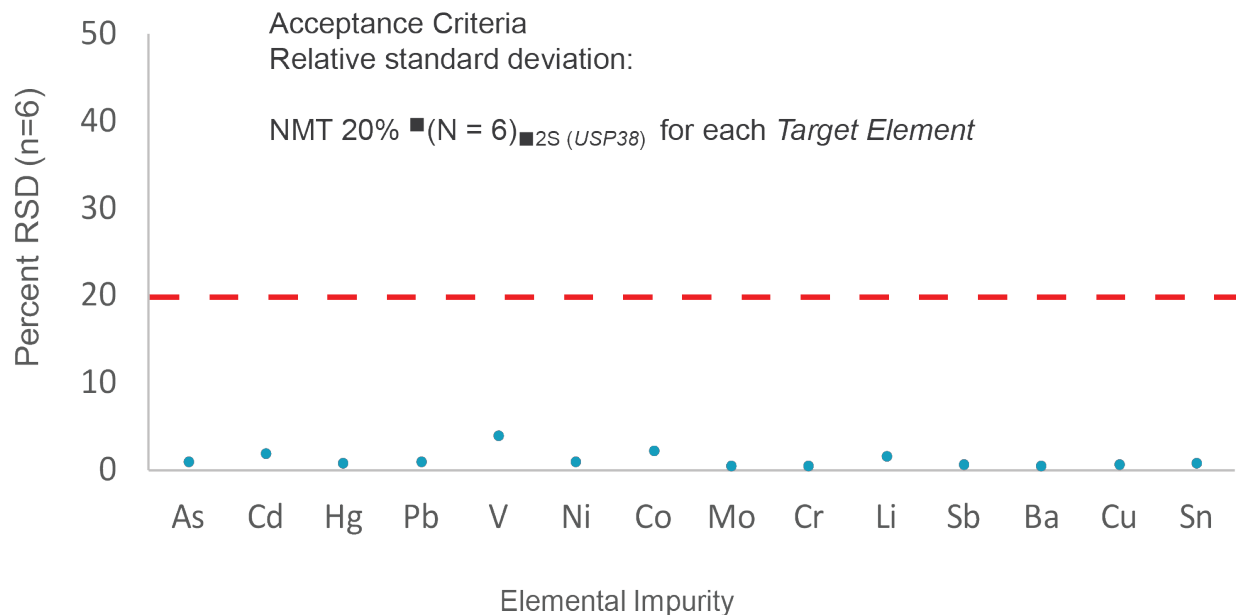 Acceptance Criteria
Relative standard deviation:
NMT 20% ■(N = 6)■2S (USP38) for each Target Element
Percent RSD (n=6)
50
40
30
20
10
0
As Cd Hg Pb V Ni Co Mo Cr Li Sb Ba Cu Sn
Elemental Impurity